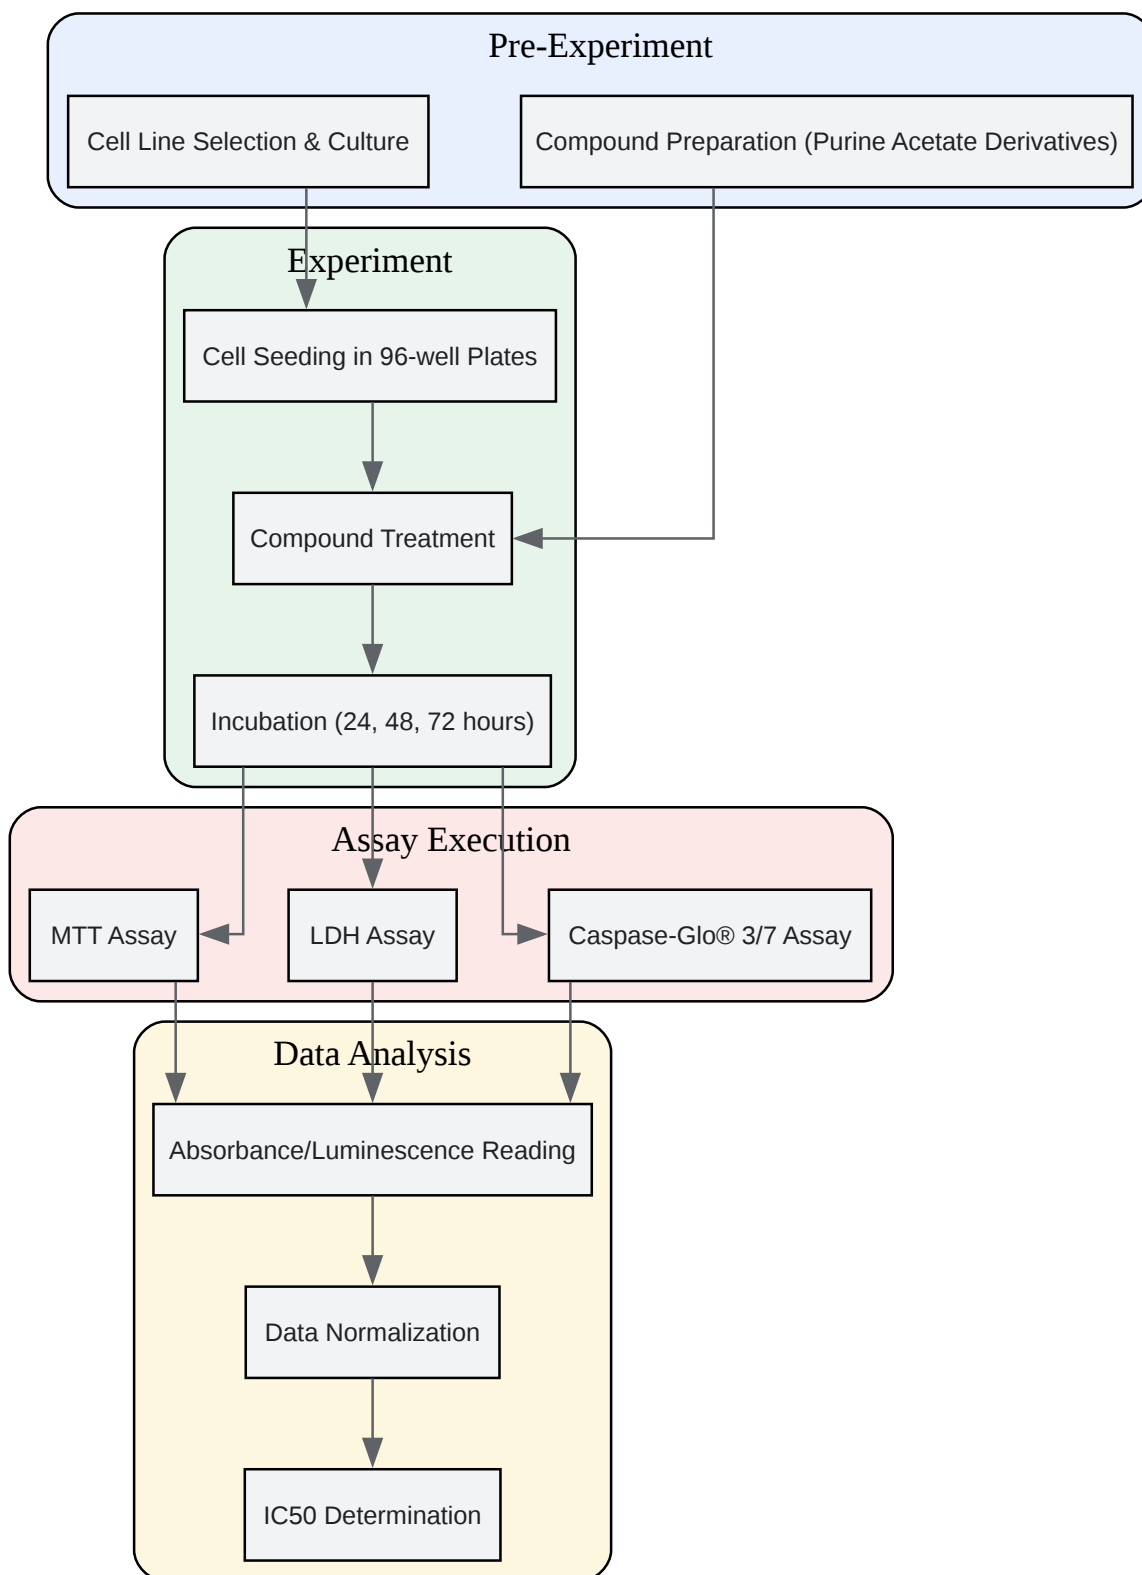 Pre-Experiment
Cell Line Selection & Culture
Compound Preparation (Purine Acetate Derivatives)
Experiment
Cell Seeding in 96-well Plates
Compound Treatment
Incubation (24, 48, 72 hours)
Assay Execution
MTT Assay
LDH Assay
Caspase-Glo® 3/7 Assay
Data Analysis
Absorbance/Luminescence Reading
Data Normalization
IC50 Determination